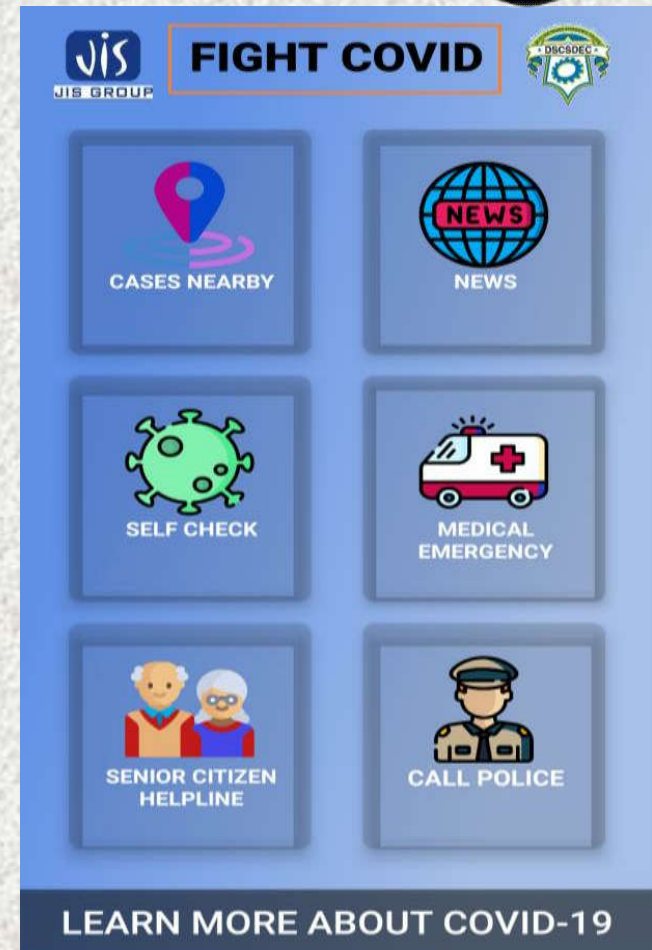 JIS
JIS GROUP
FIGHT COVID
DSCSDEC
CASES NEARBY
NEWS
NEWS
SELF CHECK
MEDICAL
EMERGENCY
SENIOR CITIZEN
HELPLINE
CALL POLICE
LEARN MORE ABOUT COVID-19